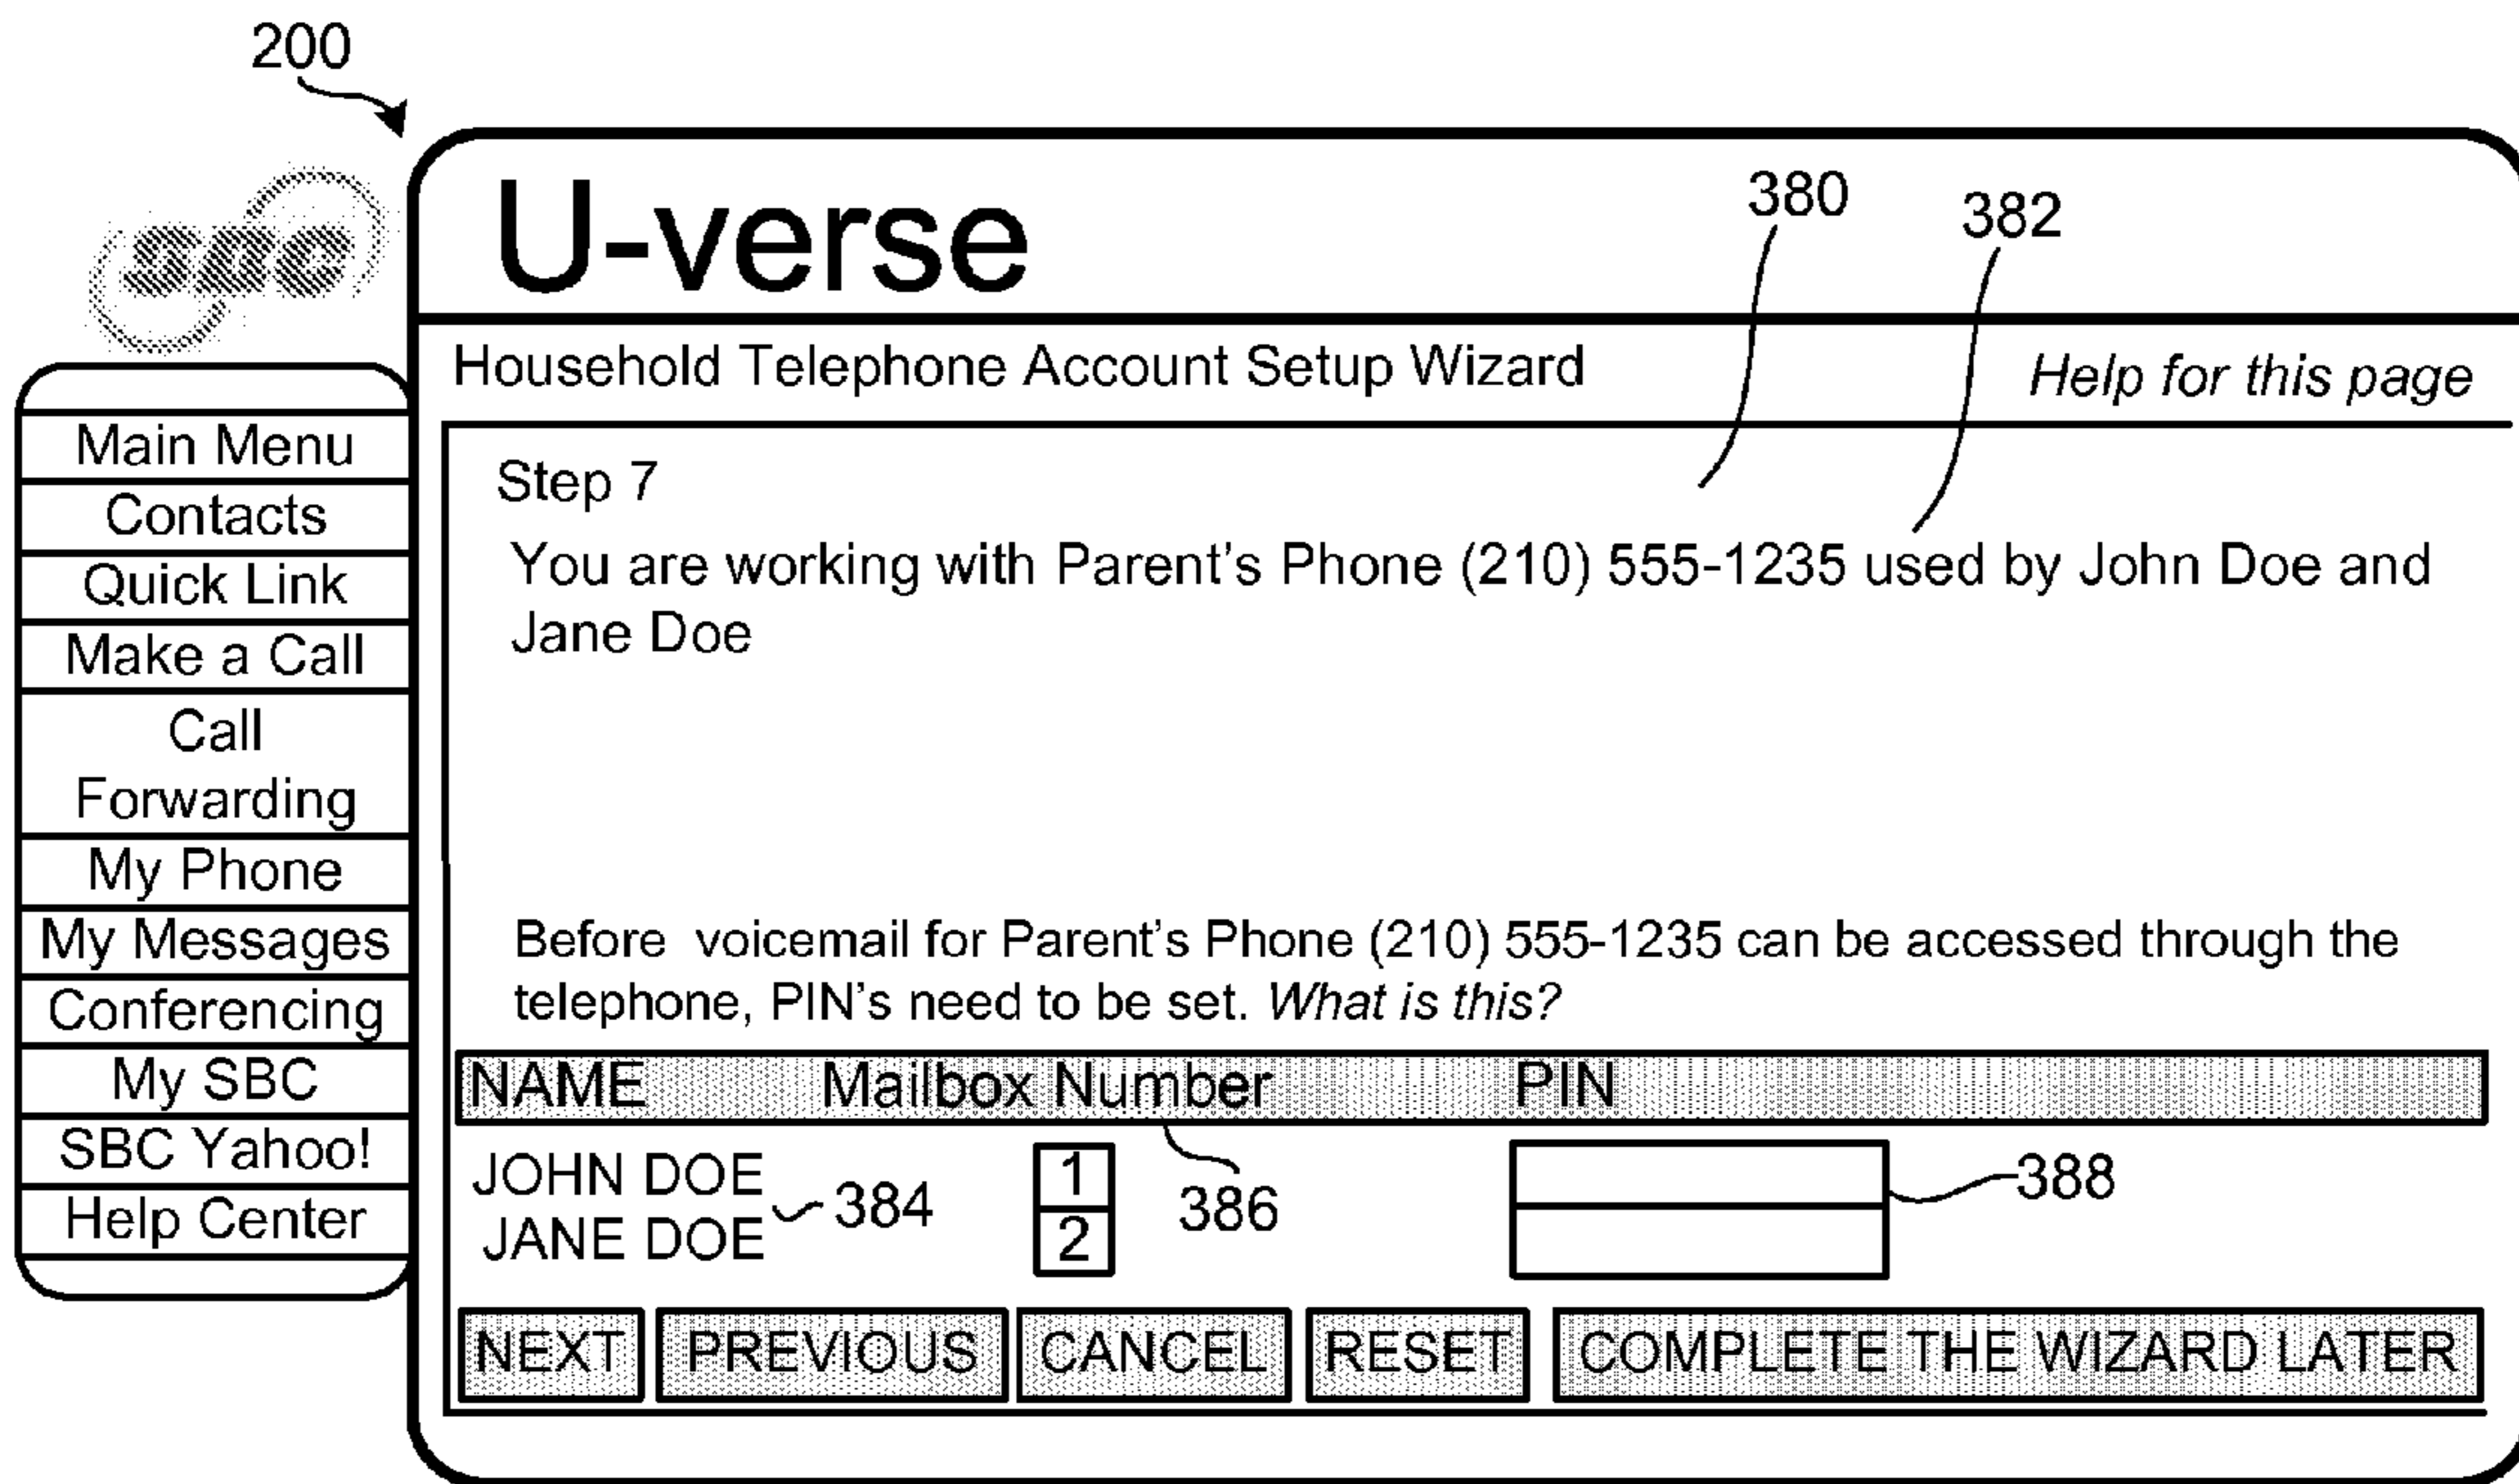 200
SBC
U-verse
380
382
Household Telephone Account Setup Wizard
Help for this page
Main Menu
Contacts
Quick Link
Make a Call
Call
Forwarding
My Phone
My Messages
Conferencing
My SBC
SBC Yahoo!
Help Center
Step 7
You are working with Parent's Phone (210) 555-1235 used by John Doe and
Jane Doe
Before voicemail for Parent's Phone (210) 555-1235 can be accessed through the
telephone, PIN's need to be set. What is this?
NAME Mailbox Number PIN
JOHN DOE 1
JANE DOE 2
384
386
388
NEXT PREVIOUS CANCEL RESET COMPLETE THE WIZARD LATER